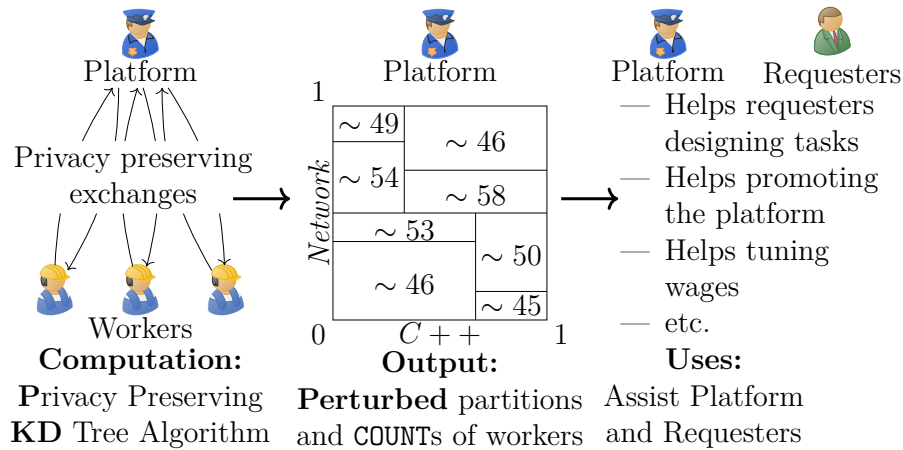 Platform
Privacy preserving
exchanges
Workers
Computation:
Privacy Preserving
KD Tree Algorithm
Platform
1
Network
∼ 49
∼ 46
∼ 54
∼ 58
∼ 53
∼ 50
∼ 46
∼ 45
0
C + +
1
Output:
Perturbed partitions
and COUNTs of workers
Platform
Requesters
— Helps requesters
designing tasks
— Helps promoting
the platform
— Helps tuning
wages
— etc.
Uses:
Assist Platform
and Requesters